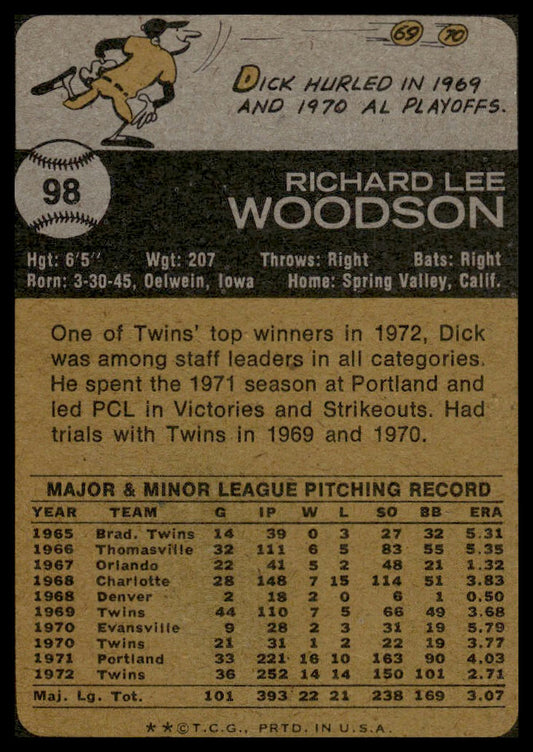 69 70
DICK HURLED IN 1969
AND 1970 AL PLAYOFFS.
98
RICHARD LEE
WOODSON
Hgt: 6'5" Wgt: 207 Throws: Right Bats: Right
Born: 3-30-45, Oelwein, Iowa Home: Spring Valley, Calif.
One of Twins' top winners in 1972, Dick
was among staff leaders in all categories.
He spent the 1971 season at Portland and
led PCL in Victories and Strikeouts. Had
trials with Twins in 1969 and 1970.
MAJOR & MINOR LEAGUE PITCHING RECORD
YEAR TEAM G IP W L SO BB ERA
1965 Brad. Twins 14 39 0 3 27 32 5.31
1966 Thomasville 32 111 6 5 83 55 5.35
1967 Orlando 22 41 5 2 48 21 1.32
1968 Charlotte 28 148 7 15 114 51 3.83
1968 Denver 2 18 2 0 6 1 0.50
1969 Twins 44 110 7 5 66 49 3.68
1970 Evansville 9 28 2 3 31 19 5.79
1970 Twins 21 31 1 2 22 19 3.77
1971 Portland 33 221 16 10 163 90 4.03
1972 Twins 36 252 14 14 150 101 2.71
Maj. Lg. Tot. 101 393 22 21 238 169 3.07
**©T.C.G., PRTD. IN U.S.A.